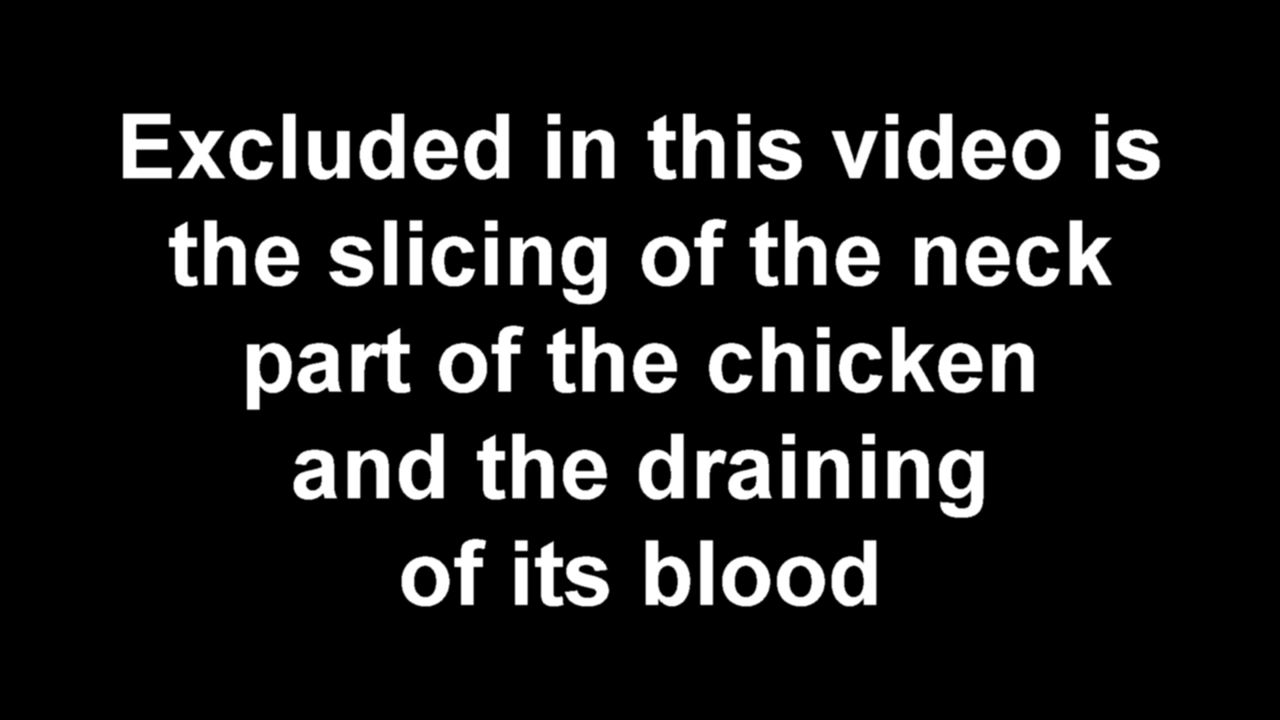 Excluded in this video is
the slicing of the neck
part of the chicken
and the draining
of its blood